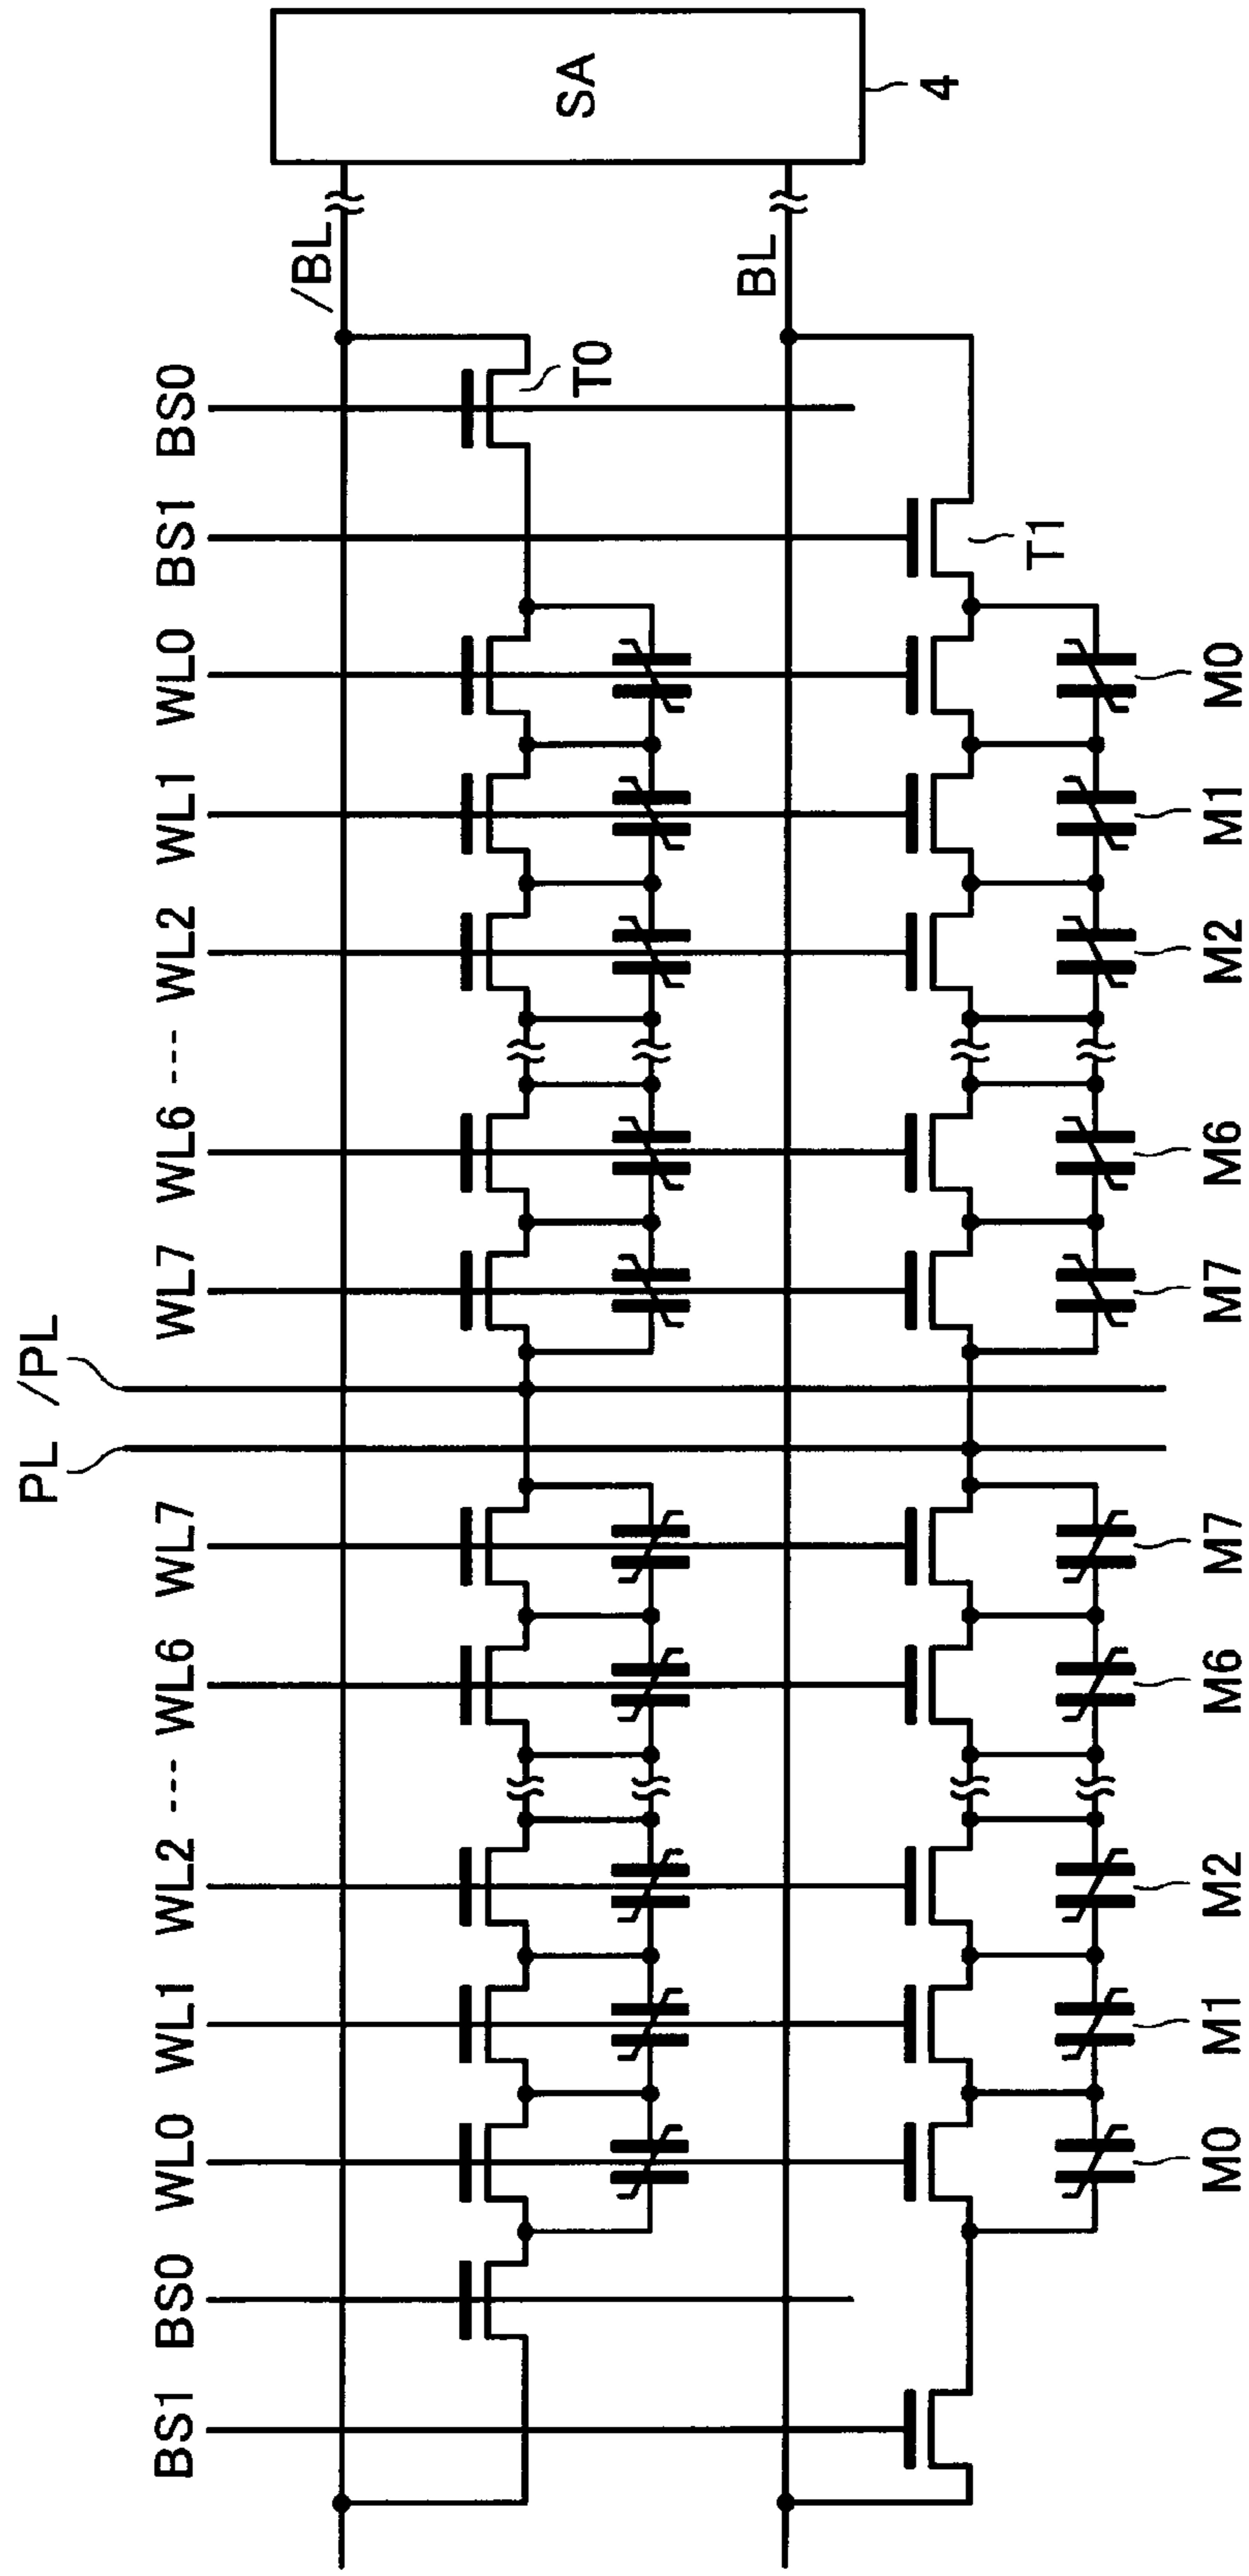 BS1 BS0 WL0 WL1 WL2 --- WL6 WL7 PL /PL WL7 WL6 --- WL2 WL1 WL0 BS1 BS0
/BL
SA
T0
BL
4
T1
M0 M1 M2 M6 M7 M7 M6 M2 M1 M0